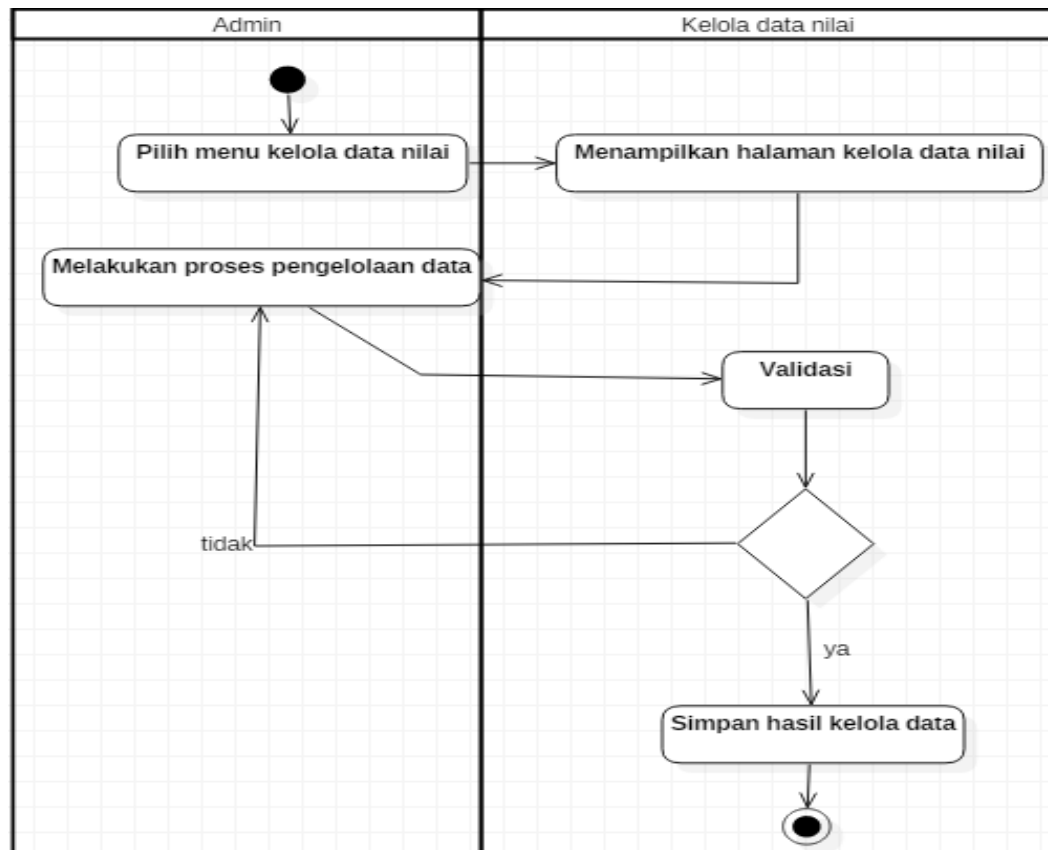 Admin
Kelola data nilai
Pilih menu kelola data nilai
Menampilkan halaman kelola data nilai
Melakukan proses pengelolaan data
Validasi
tidak
ya
Simpan hasil kelola data